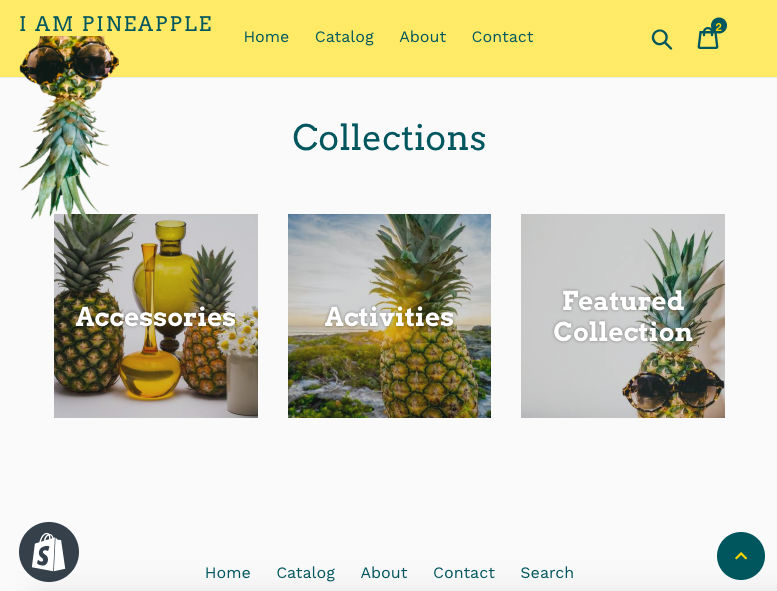 I AM PINEAPPLE
Home Catalog About Contact
2
Collections
Accessories
Activities
Featured
Collection
S
Home Catalog About Contact Search